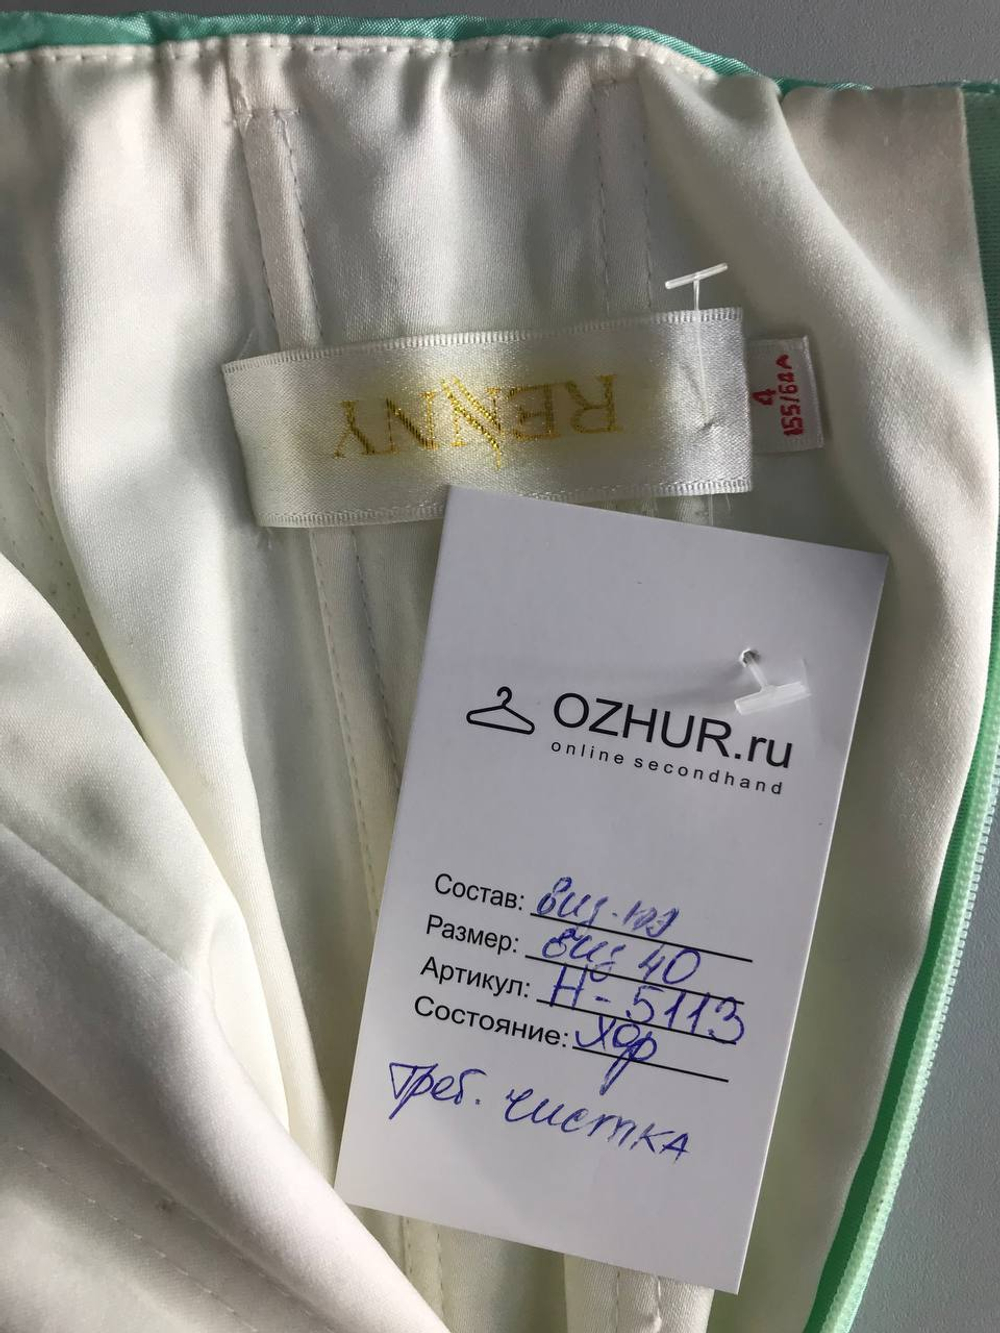 RENNY
4
155/64A
OZHUR.ru
online secondhand
Состав: виз. пэ
Размер: виз 40
Артикул: Н-5113
Состояние: хор
Треб. чистка